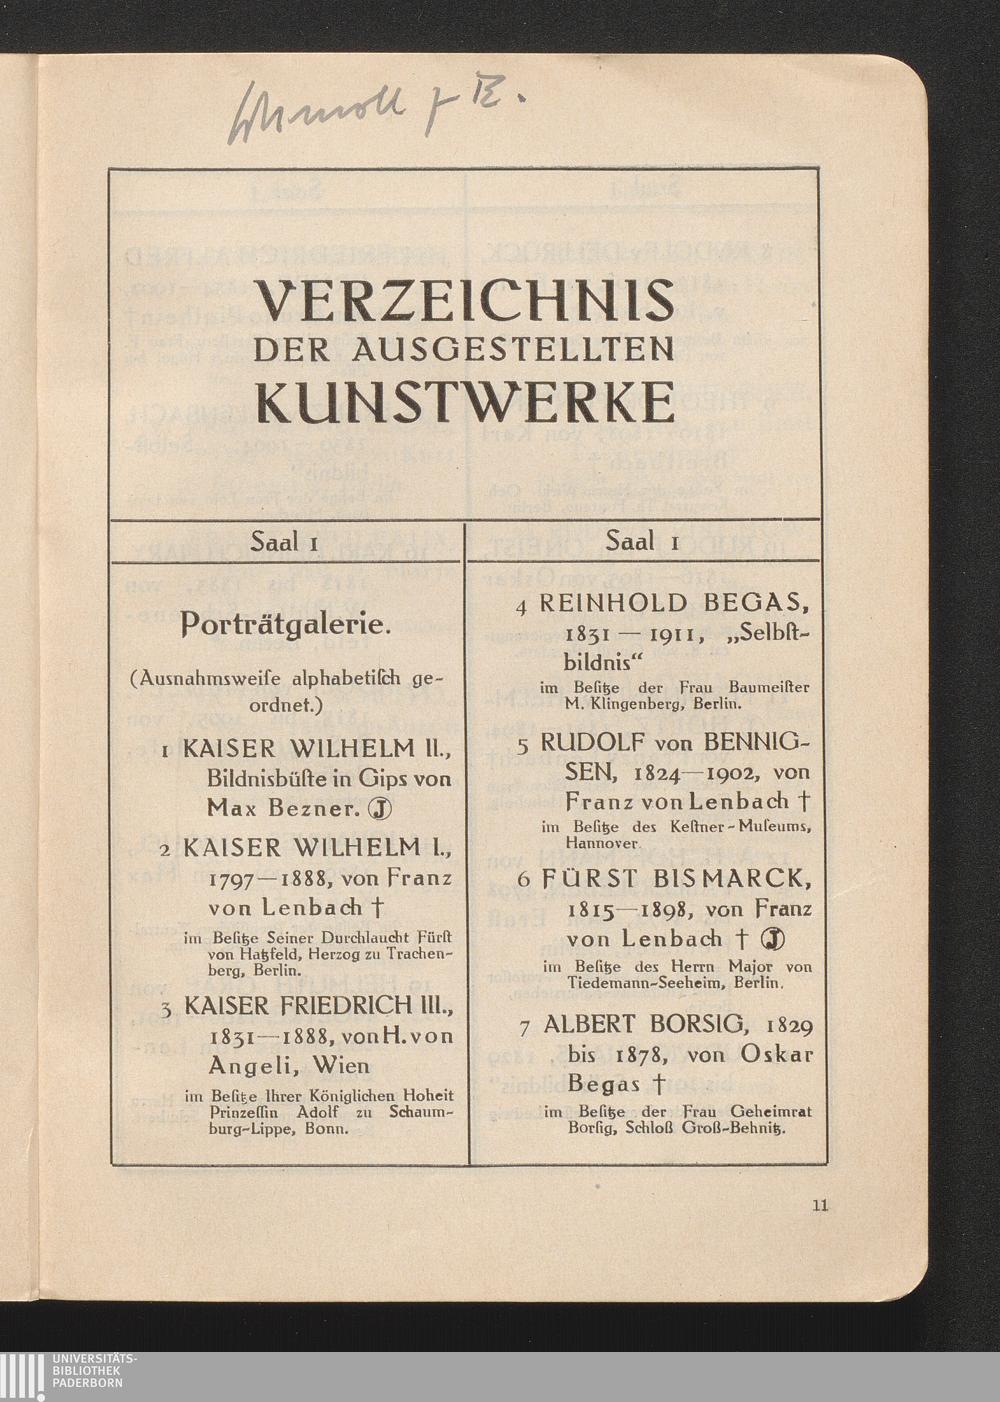 VERZEICHNIS
DER AUSGESTELLTEN
KUNSTWERKE
Saal 1
Porträtgalerie.
(Ausnahmsweiſe alphabetiſch ge-
ordnet.)
1 KAISER WILHELM II.,
Bildnisbüſte in Gips von
Max Bezner. Ⓙ
2 KAISER WILHELM I.,
1797—1888, von Franz
von Lenbach †
im Beſitze Seiner Durchlaucht Fürſt
von Hatzfeld, Herzog zu Trachen-
berg, Berlin.
3 KAISER FRIEDRICH III.,
1831—1888, von H. von
Angeli, Wien
im Beſitze Ihrer Königlichen Hoheit
Prinzeſſin Adolf zu Schaum-
burg-Lippe, Bonn.
Saal 1
4 REINHOLD BEGAS,
1831 — 1911, „Selbſt-
bildnis“
im Beſitze der Frau Baumeiſter
M. Klingenberg, Berlin.
5 RUDOLF von BENNIG-
SEN, 1824—1902, von
Franz von Lenbach †
im Beſitze des Keſtner-Muſeums,
Hannover.
6 FÜRST BISMARCK,
1815—1898, von Franz
von Lenbach † Ⓙ
im Beſitze des Herrn Major von
Tiedemann-Seeheim, Berlin.
7 ALBERT BORSIG, 1829
bis 1878, von Oskar
Begas †
im Beſitze der Frau Geheimrat
Borſig, Schloß Groß-Behnitz.
11
UNIVERSITÄTS-
BIBLIOTHEK
PADERBORN